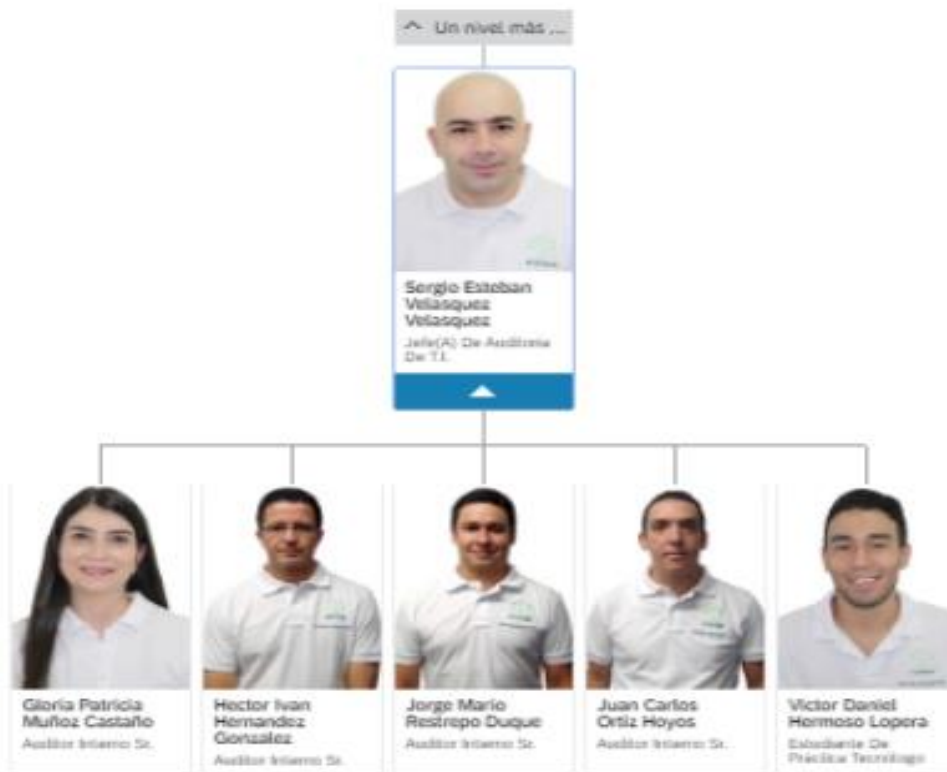 Un nivel más ...
Sergio Esteban
Velasquez
Velasquez
Jefe(A) De Auditoria
De T.I.
Gloria Patricia
Muñoz Castaño
Auditor Interno Sr.
Hector Ivan
Hernandez
Gonzalez
Auditor Interno Sr.
Jorge Mario
Restrepo Duque
Auditor Interno Sr.
Juan Carlos
Ortiz Hoyos
Auditor Interno Sr.
Victor Daniel
Hermoso Lopera
Estudiante De
Práctica Tecnólogo